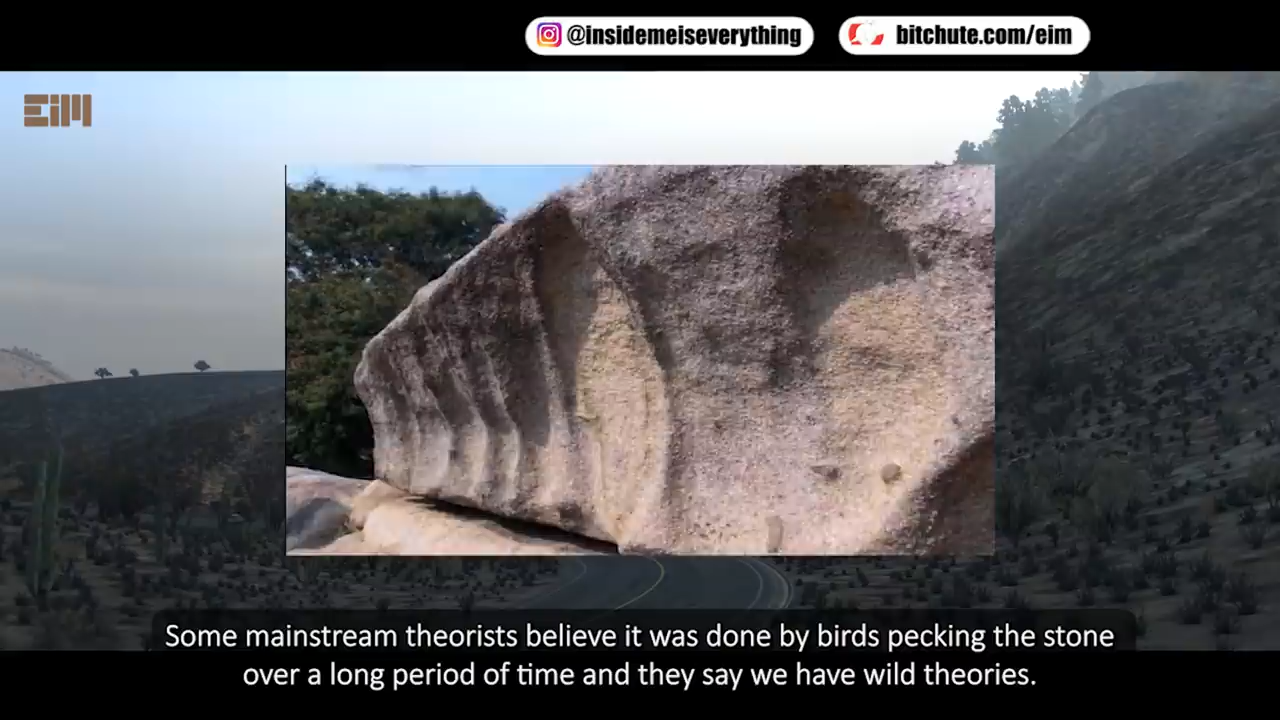 @insidemeiseverything
bitchute.com/eim
EiM
Some mainstream theorists believe it was done by birds pecking the stone
over a long period of time and they say we have wild theories.